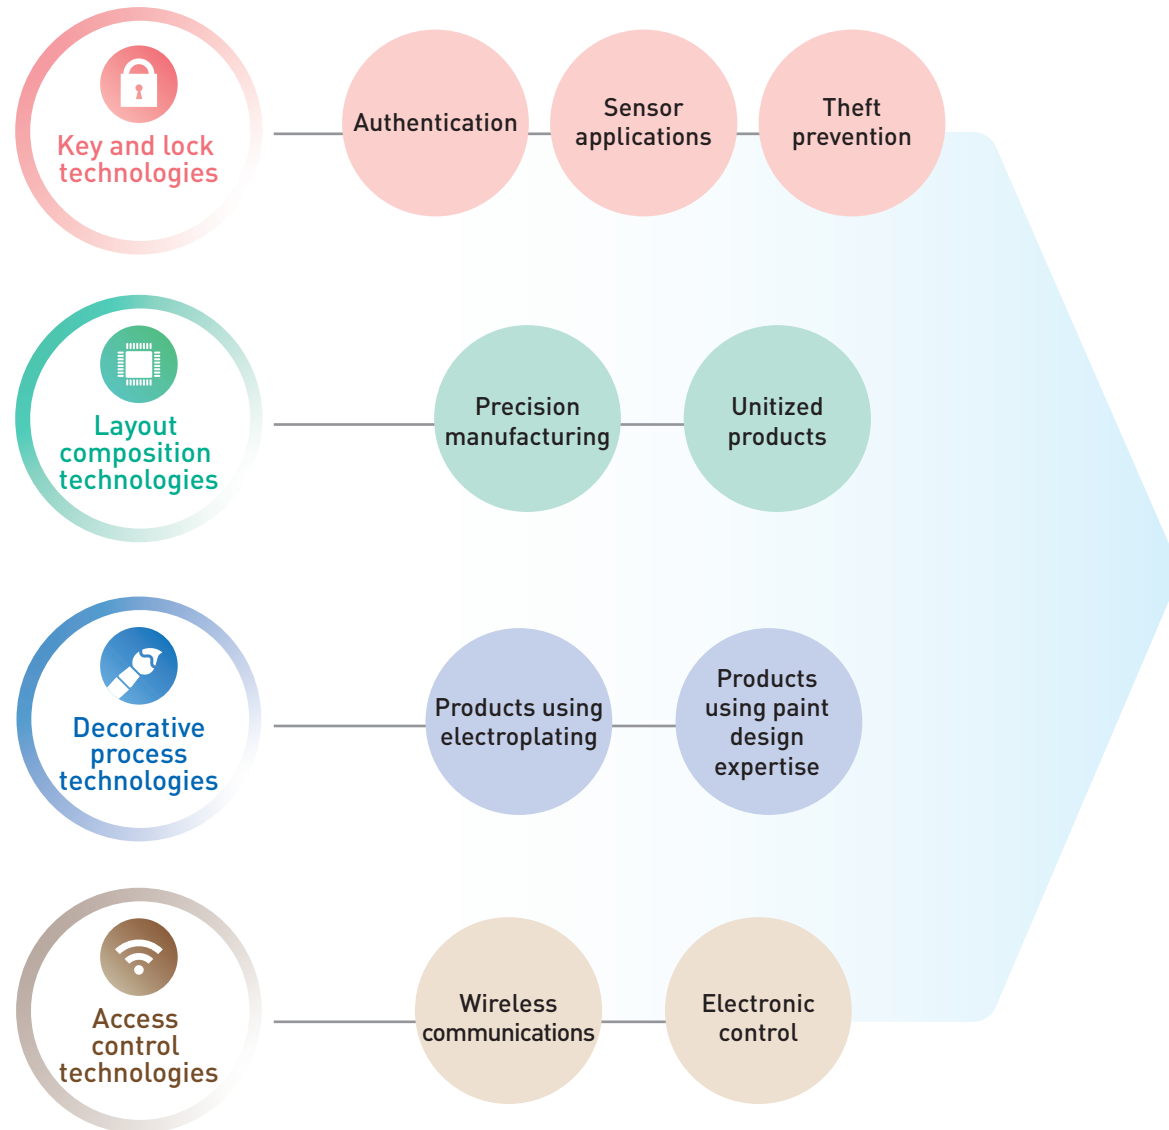 Key and lock
technologies
Authentication
Sensor
applications
Theft
prevention
Layout
composition
technologies
Precision
manufacturing
Unitized
products
Decorative
process
technologies
Products using
electroplating
Products
using paint
design
expertise
Access
control
technologies
Wireless
communications
Electronic
control